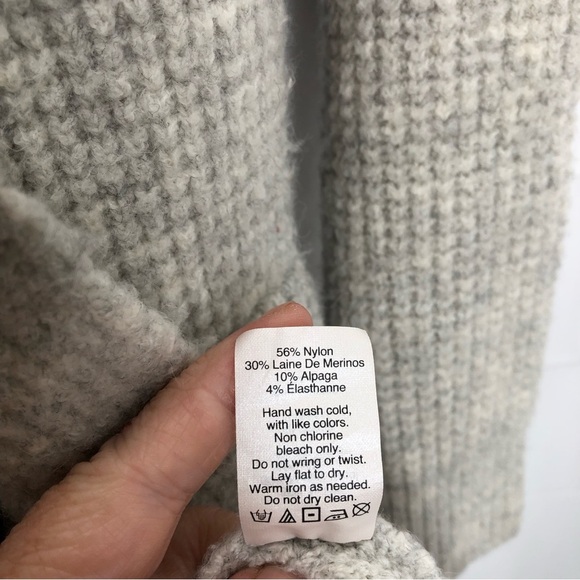 56% Nylon
30% Laine De Merinos
10% Alpaga
4% Élasthanne
Hand wash cold,
with like colors.
Non chlorine
bleach only.
Do not wring or twist.
Lay flat to dry.
Warm iron as needed.
Do not dry clean.